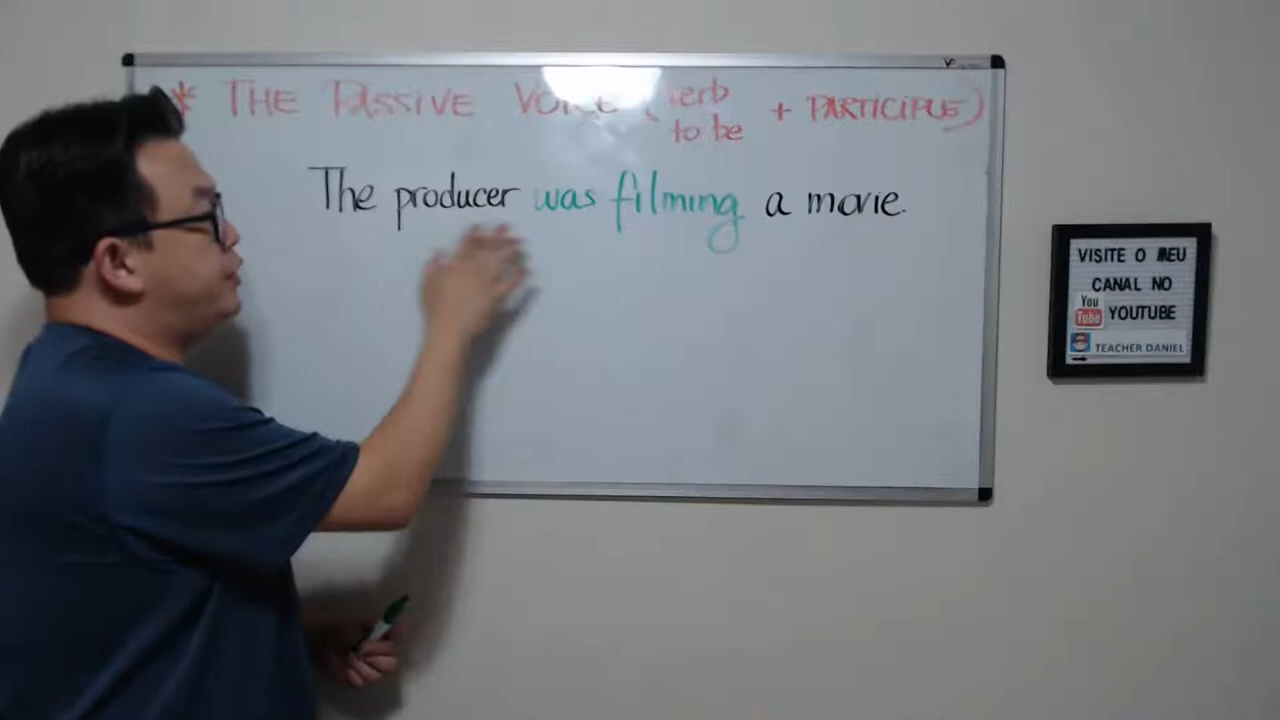 * THE PASSIVE VOICE (verb to be + PARTICIPLE)
The producer was filming a movie.
VISITE O MEU
CANAL NO
You Tube YOUTUBE
TEACHER DANIEL